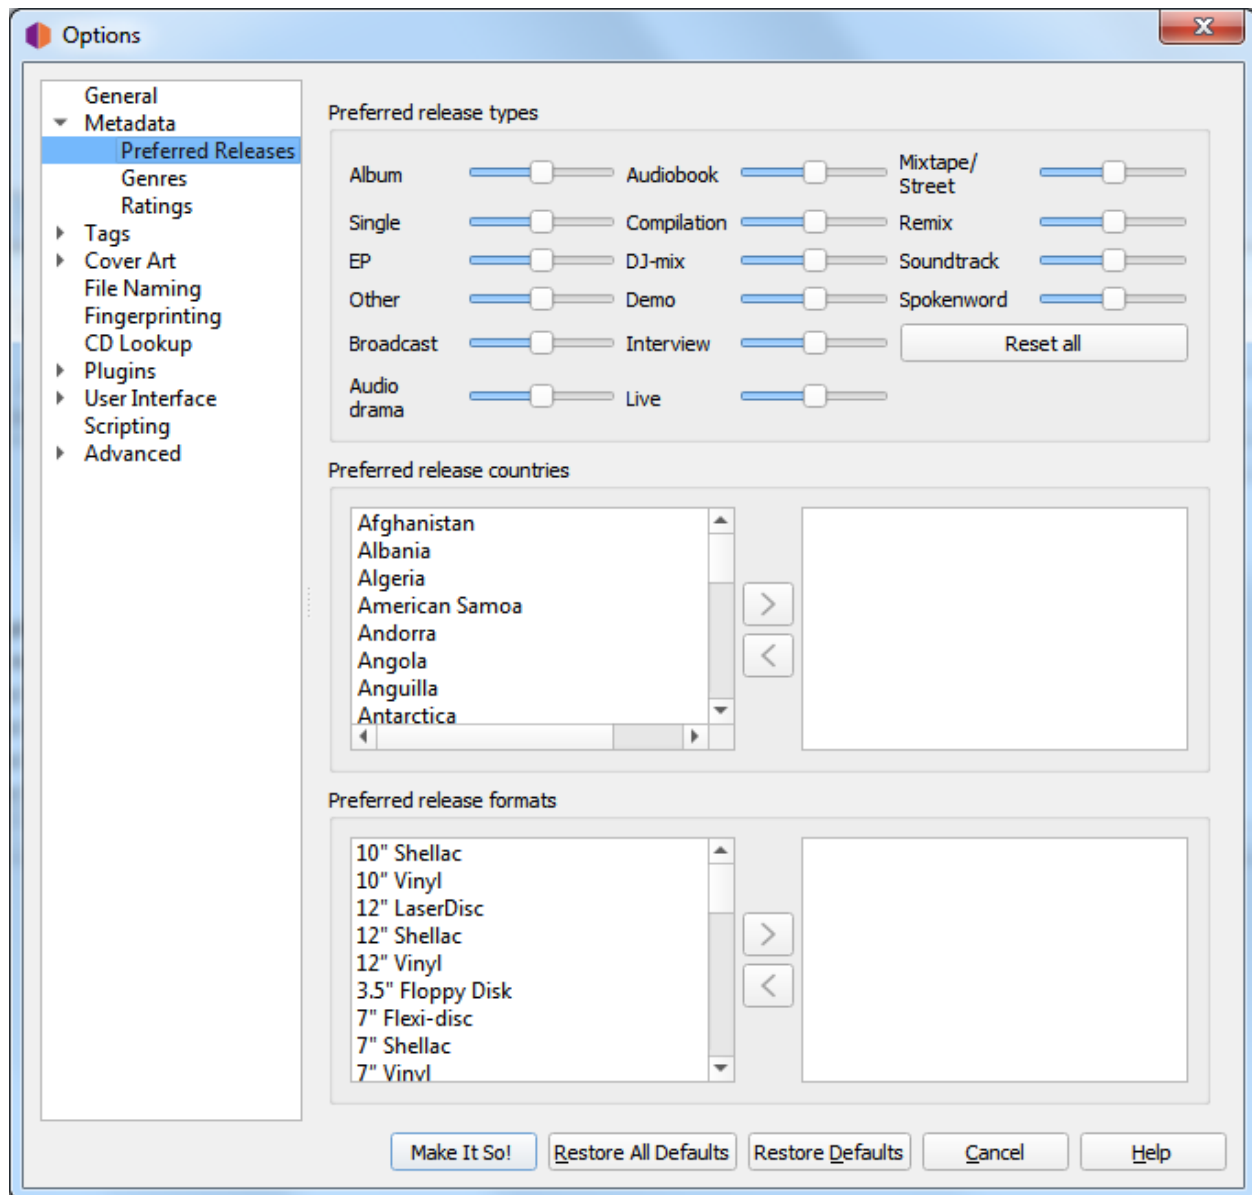 Options
General
Metadata
Preferred Releases
Genres
Ratings
Tags
Cover Art
File Naming
Fingerprinting
CD Lookup
Plugins
User Interface
Scripting
Advanced
Preferred release types
Album
Audiobook
Mixtape/
Street
Single
Compilation
Remix
EP
DJ-mix
Soundtrack
Other
Demo
Spokenword
Broadcast
Interview
Reset all
Audio
drama
Live
Preferred release countries
Afghanistan
Albania
Algeria
American Samoa
Andorra
Angola
Anguilla
Antarctica
Preferred release formats
10" Shellac
10" Vinyl
12" LaserDisc
12" Shellac
12" Vinyl
3.5" Floppy Disk
7" Flexi-disc
7" Shellac
7" Vinyl
Make It So!
Restore All Defaults
Restore Defaults
Cancel
Help